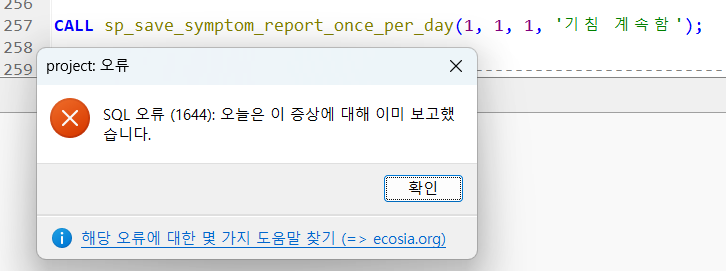 256
257 CALL sp_save_symptom_report_once_per_day(1, 1, 1, '기침 계속함');
258
259
project: 오류
SQL 오류 (1644): 오늘은 이 증상에 대해 이미 보고했
습니다.
확인
해당 오류에 대한 몇 가지 도움말 찾기 (=> ecosia.org)